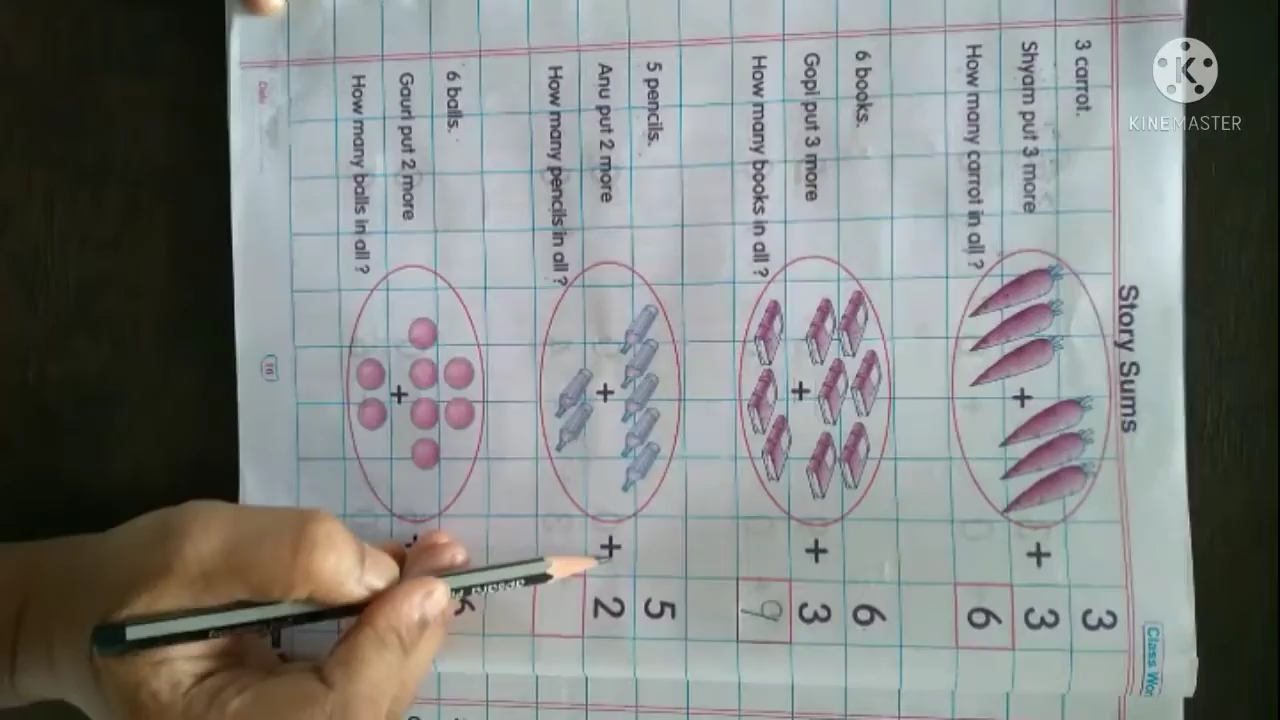 Class Wor
Story Sums
3 carrot.
3
Shyam put 3 more
+ 3
How many carrot in all ?
6
+
6 books.
6
Gopi put 3 more
+ 3
How many books in all ?
9
+
5 pencils.
5
Anu put 2 more
+ 2
How many pencils in all ?
+
6 balls.
6
Gauri put 2 more
How many balls in all ?
+
Date
16
KINEMASTER